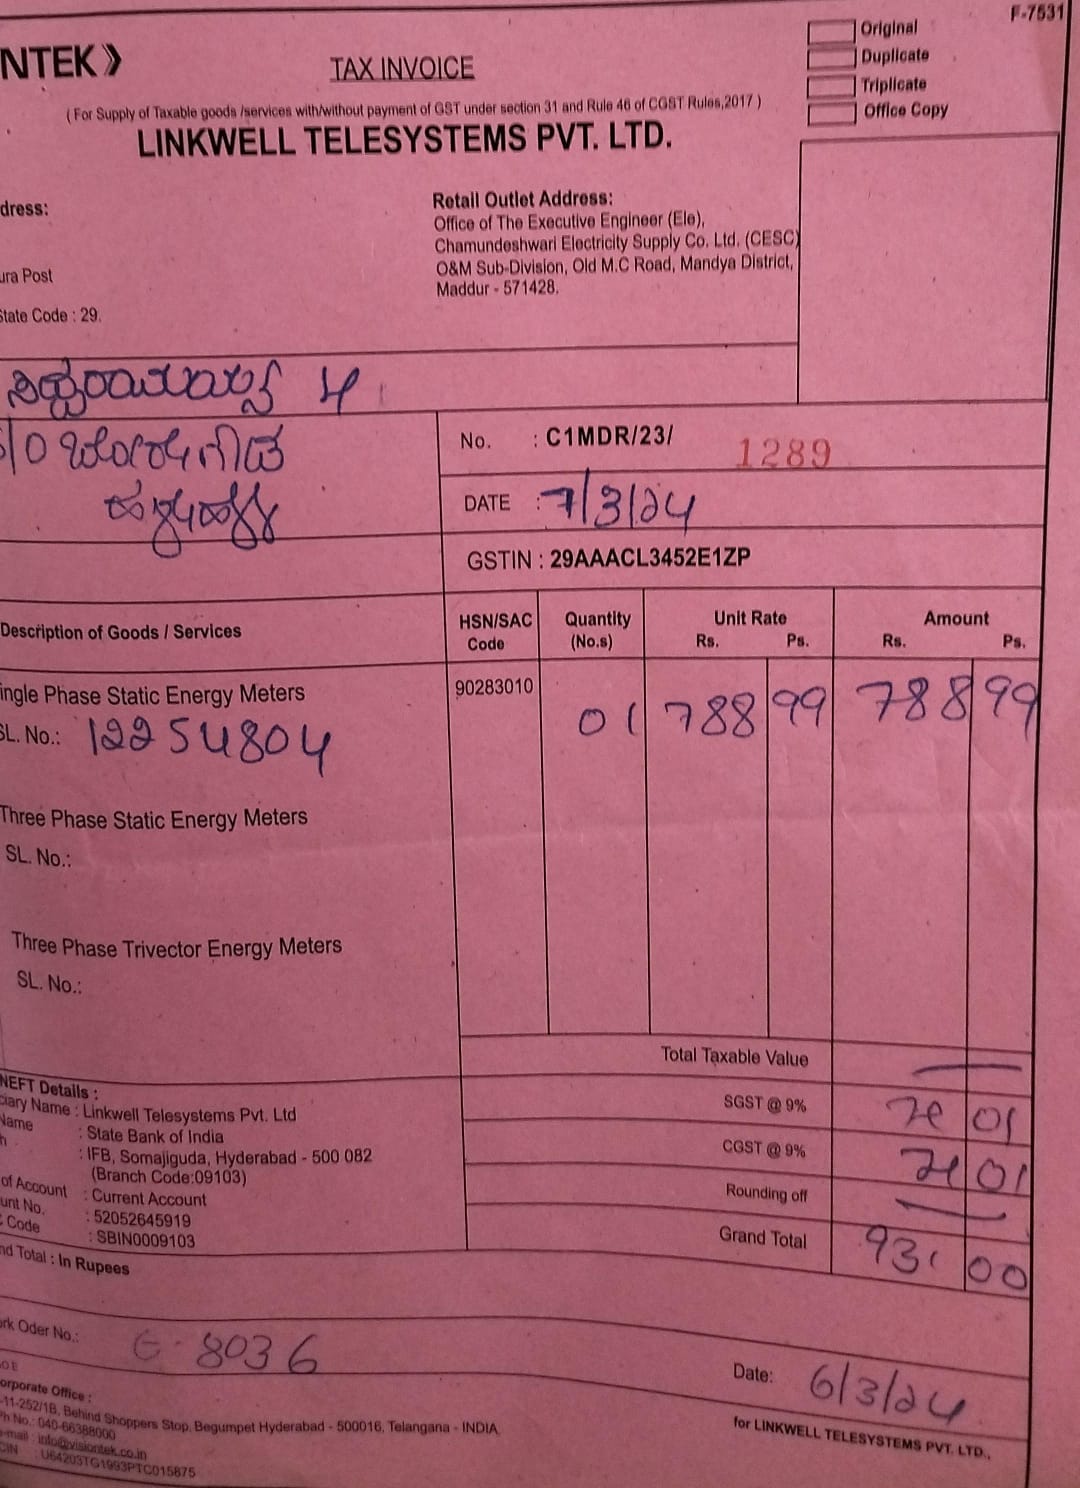 F-7531
NTEK
TAX INVOICE
Original
Duplicate
Triplicate
Office Copy
( For Supply of Taxable goods /services with/without payment of GST under section 31 and Rule 46 of CGST Rules,2017 )
LINKWELL TELESYSTEMS PVT. LTD.
dress:
ura Post
State Code : 29.
Retail Outlet Address:
Office of The Executive Engineer (Ele),
Chamundeshwari Electricity Supply Co. Ltd. (CESC)
O&M Sub-Division, Old M.C Road, Mandya District,
Maddur - 571428.
No. : C1MDR/23/ 1289
DATE : 7/3/24
GSTIN : 29AAACL3452E1ZP
Description of Goods / Services HSN/SAC Code Quantity (No.s) Unit Rate Rs. Ps. Amount Rs. Ps.
ingle Phase Static Energy Meters 90283010 01 788 99 788 99
SL. No.: 12254804
Three Phase Static Energy Meters
SL. No.:
Three Phase Trivector Energy Meters
SL. No.:
Total Taxable Value
SGST @ 9% 01
CGST @ 9% 71 01
Rounding off
Grand Total 931 00
NEFT Details :
ciary Name : Linkwell Telesystems Pvt. Ltd
Name : State Bank of India
h : IFB, Somajiguda, Hyderabad - 500 082
(Branch Code:09103)
of Account : Current Account
unt No. : 52052645919
Code : SBIN0009103
nd Total : In Rupees
rk Oder No.: 8036
Date: 6/3/24
orporate Office :
-11-252/1B, Behind Shoppers Stop, Begumpet Hyderabad - 500016, Telangana - INDIA
Ph No.: 040-66388000
e-mail : info@visiontek.co.in
CIN : U64203TG1993PTC015875
for LINKWELL TELESYSTEMS PVT. LTD.,